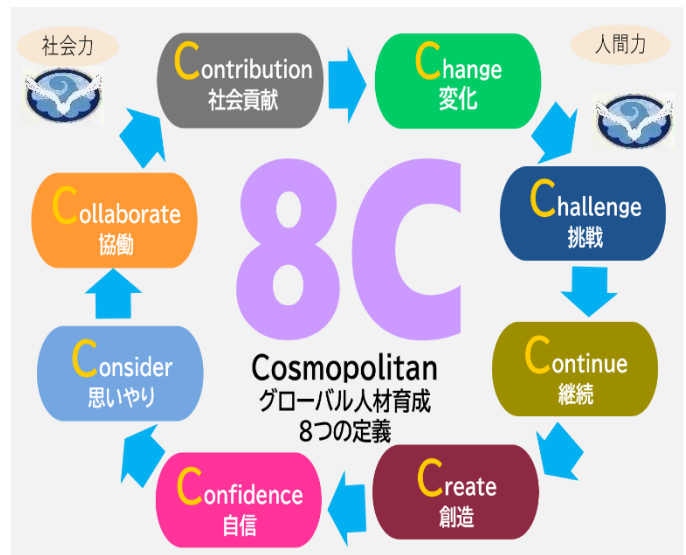 社会力
人間力
Contribution
社会貢献
Change
変化
Challenge
挑戦
Continue
継続
Create
創造
Confidence
自信
Consider
思いやり
Collaborate
協働
8C
Cosmopolitan
グローバル人材育成
8つの定義